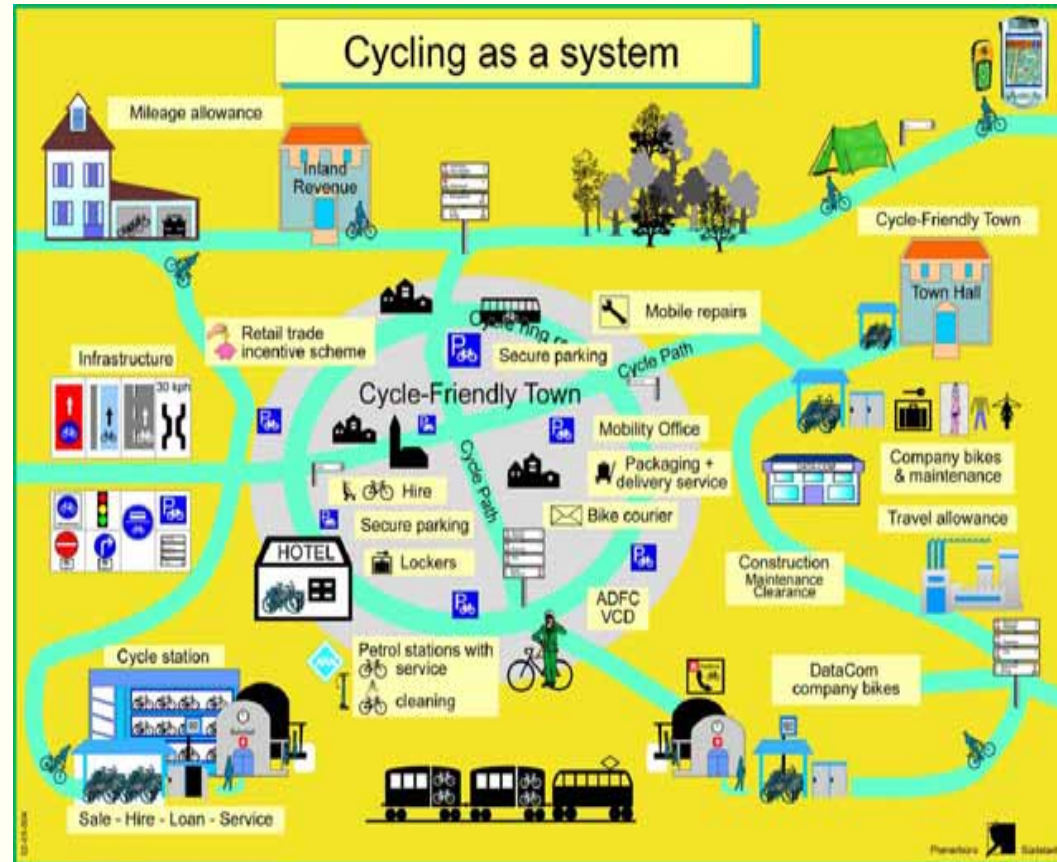 Cycling as a system
Mileage allowance
Inland
Revenue
Cycle-Friendly Town
Town Hall
Retail trade
incentive scheme
Mobile repairs
Infrastructure
30 kph
Cycle ring
Secure parking
Cycle Path
Cycle-Friendly Town
Mobility Office
Cycle Path
Packaging +
delivery service
Company bikes
& maintenance
Hire
Bike courier
Secure parking
Travel allowance
HOTEL
Lockers
Construction
Maintenance
Clearance
ADFC
VCD
Cycle station
Petrol stations with
service
cleaning
DataCom
company bikes
Sale - Hire - Loan - Service